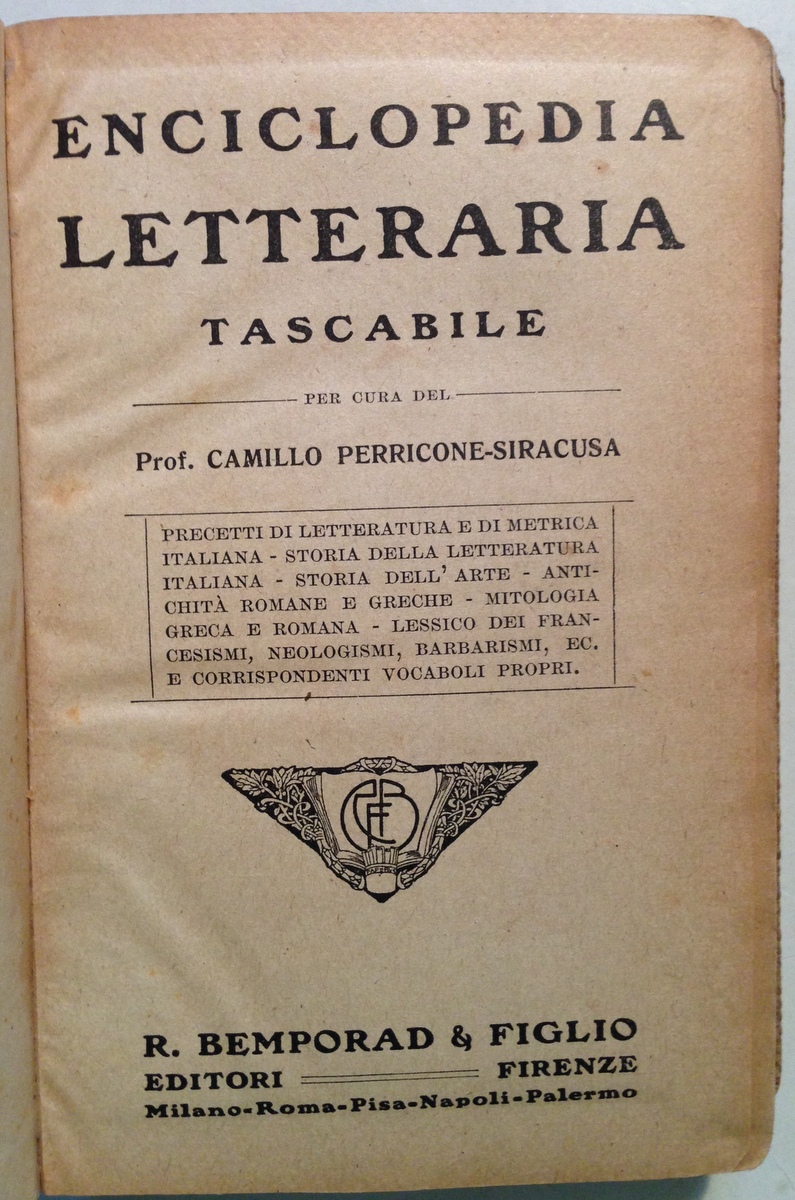 ENCICLOPEDIA
LETTERARIA
TASCABILE
PER CURA DEL
Prof. CAMILLO PERRICONE-SIRACUSA
PRECETTI DI LETTERATURA E DI METRICA
ITALIANA - STORIA DELLA LETTERATURA
ITALIANA - STORIA DELL' ARTE - ANTI-
CHITÀ ROMANE E GRECHE - MITOLOGIA
GRECA E ROMANA - LESSICO DEI FRAN-
CESISMI, NEOLOGISMI, BARBARISMI, EC.
E CORRISPONDENTI VOCABOLI PROPRI.
R. BEMPORAD & FIGLIO
EDITORI FIRENZE
Milano-Roma-Pisa-Napoli-Palermo